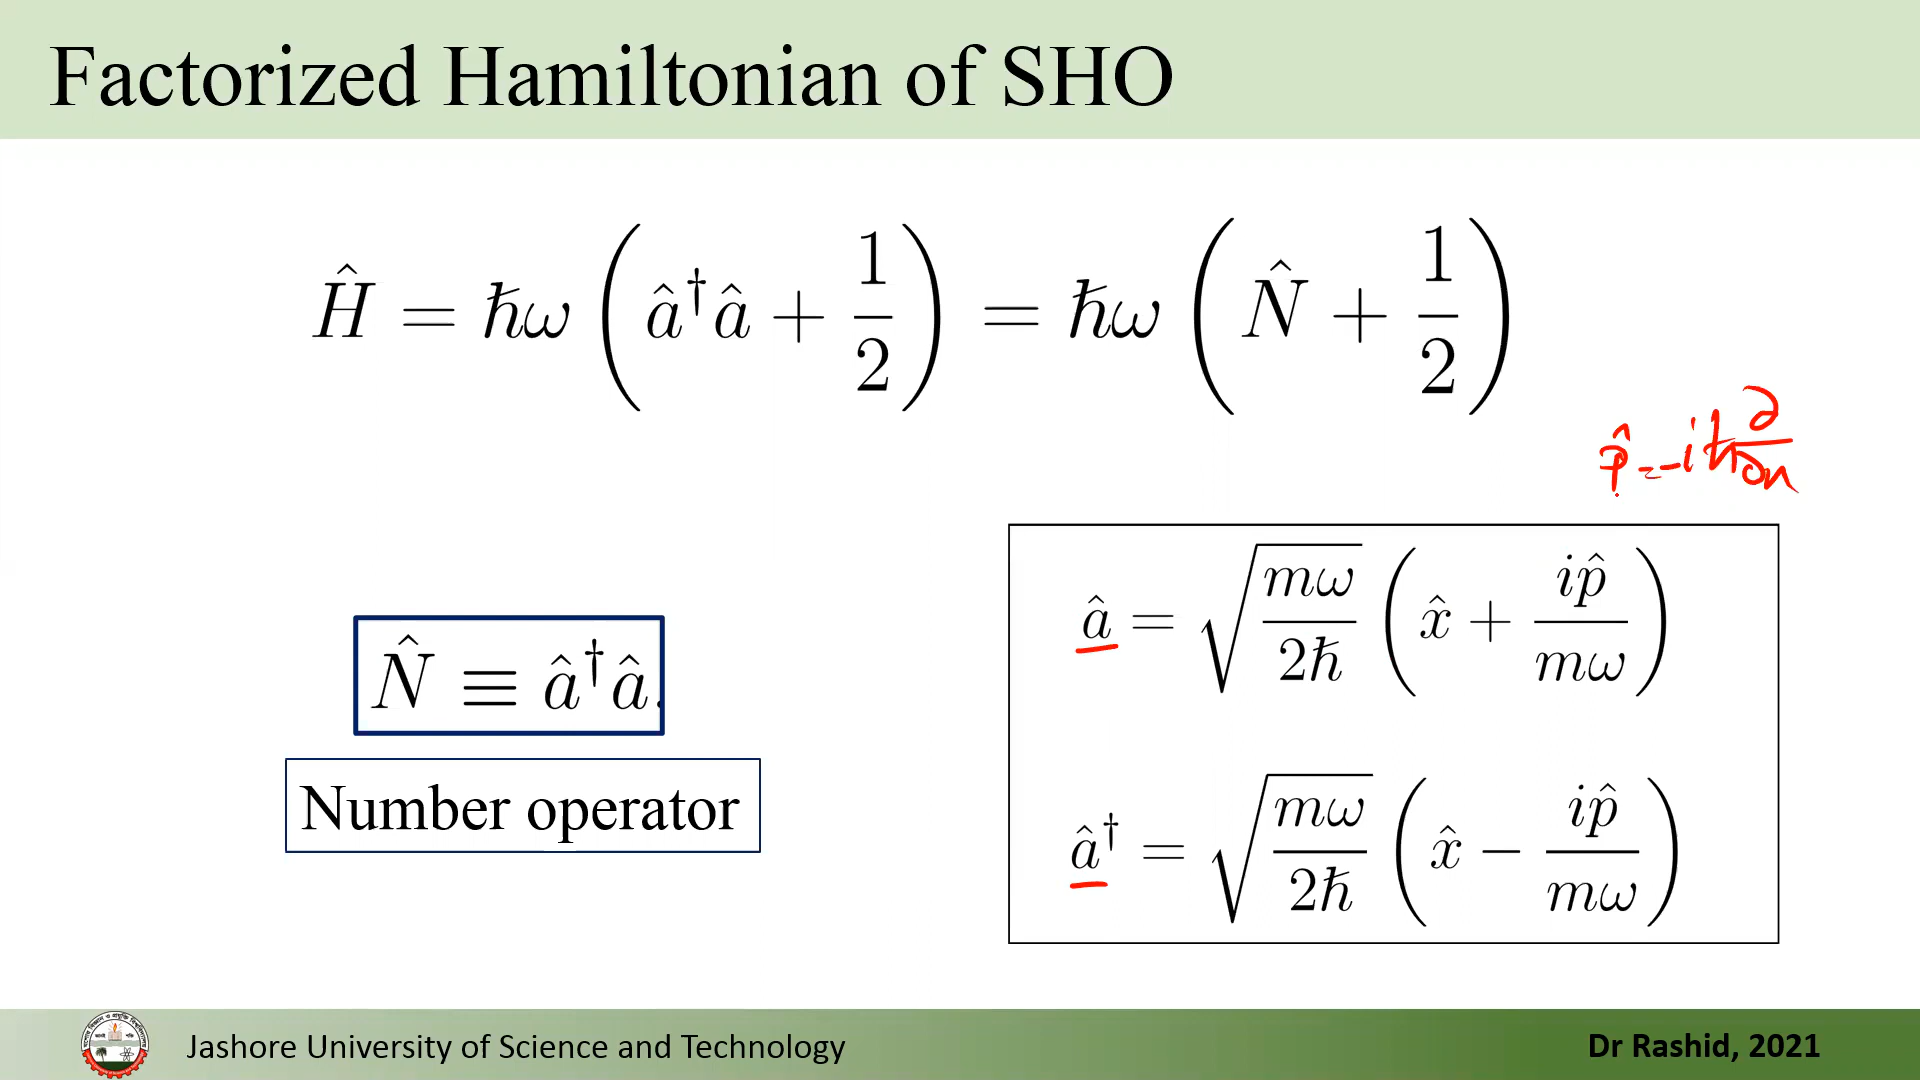 Factorized Hamiltonian of SHO
Ĥ = ħω (â†â + 1/2) = ħω (N̂ + 1/2)
p̂ = -iħ ∂/∂x
â = √(mω/2ħ) (x̂ + ip̂/mω)
N̂ ≡ â†â.
Number operator
â† = √(mω/2ħ) (x̂ − ip̂/mω)
Jashore University of Science and Technology
Dr Rashid, 2021